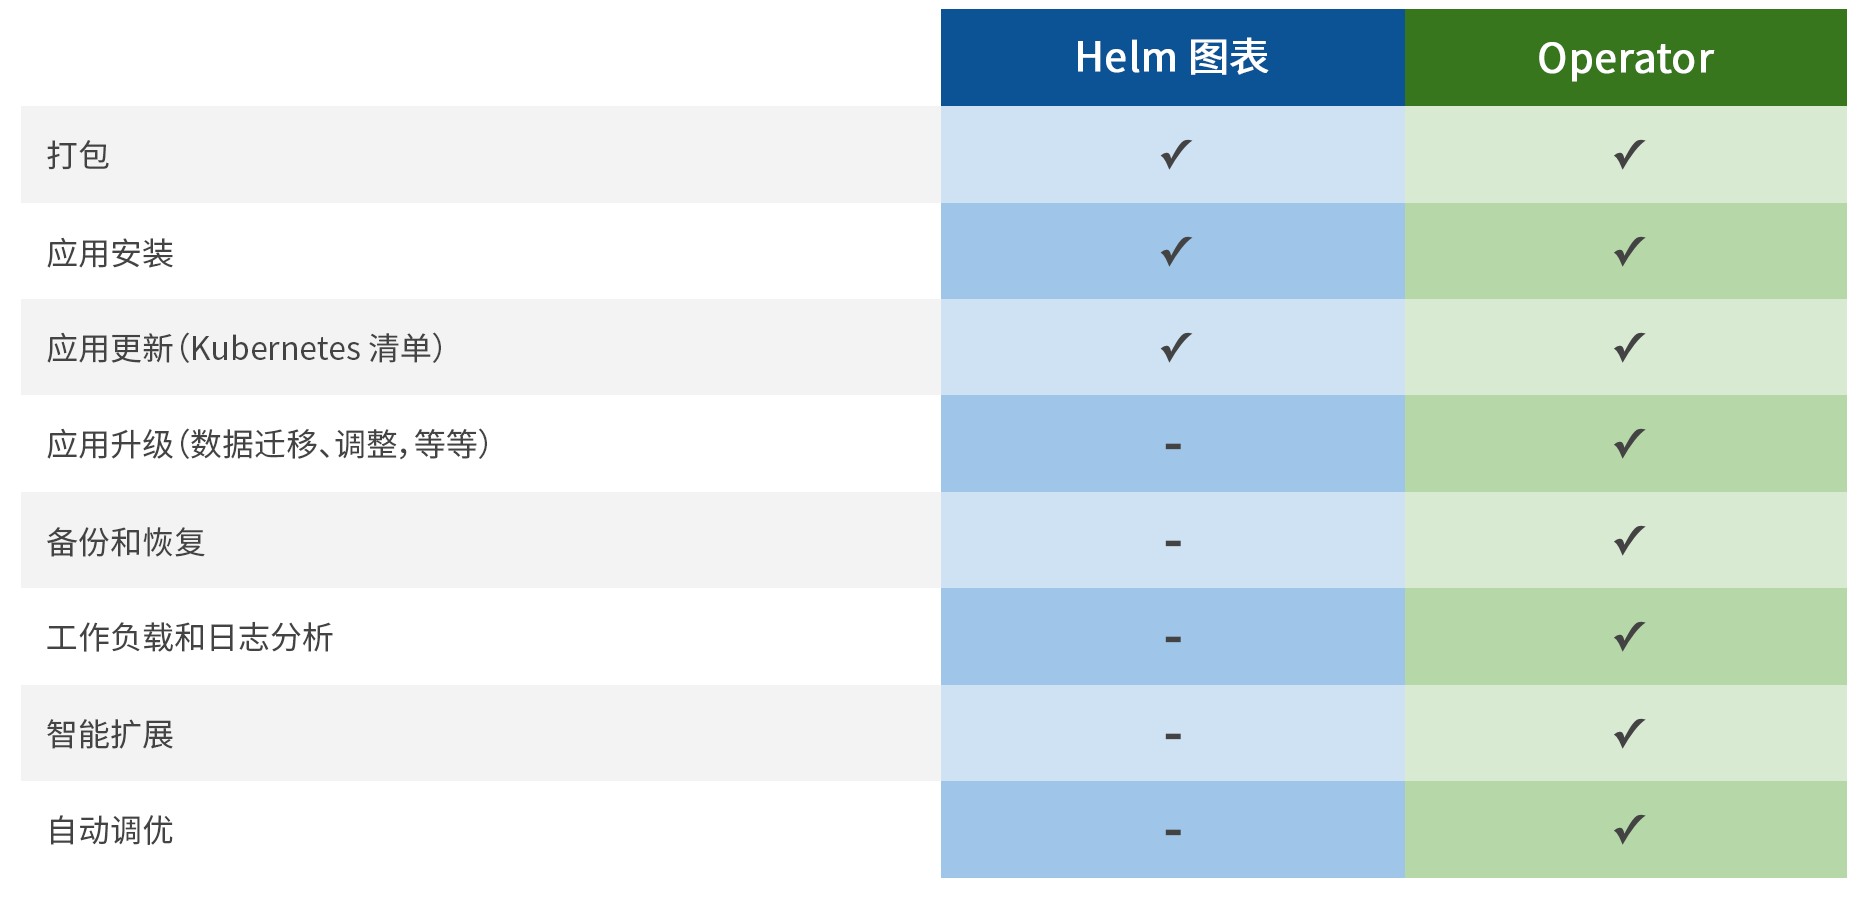 Helm 图表 Operator
打包 ✓ ✓
应用安装 ✓ ✓
应用更新（Kubernetes 清单） ✓ ✓
应用升级（数据迁移、调整，等等） - ✓
备份和恢复 - ✓
工作负载和日志分析 - ✓
智能扩展 - ✓
自动调优 - ✓